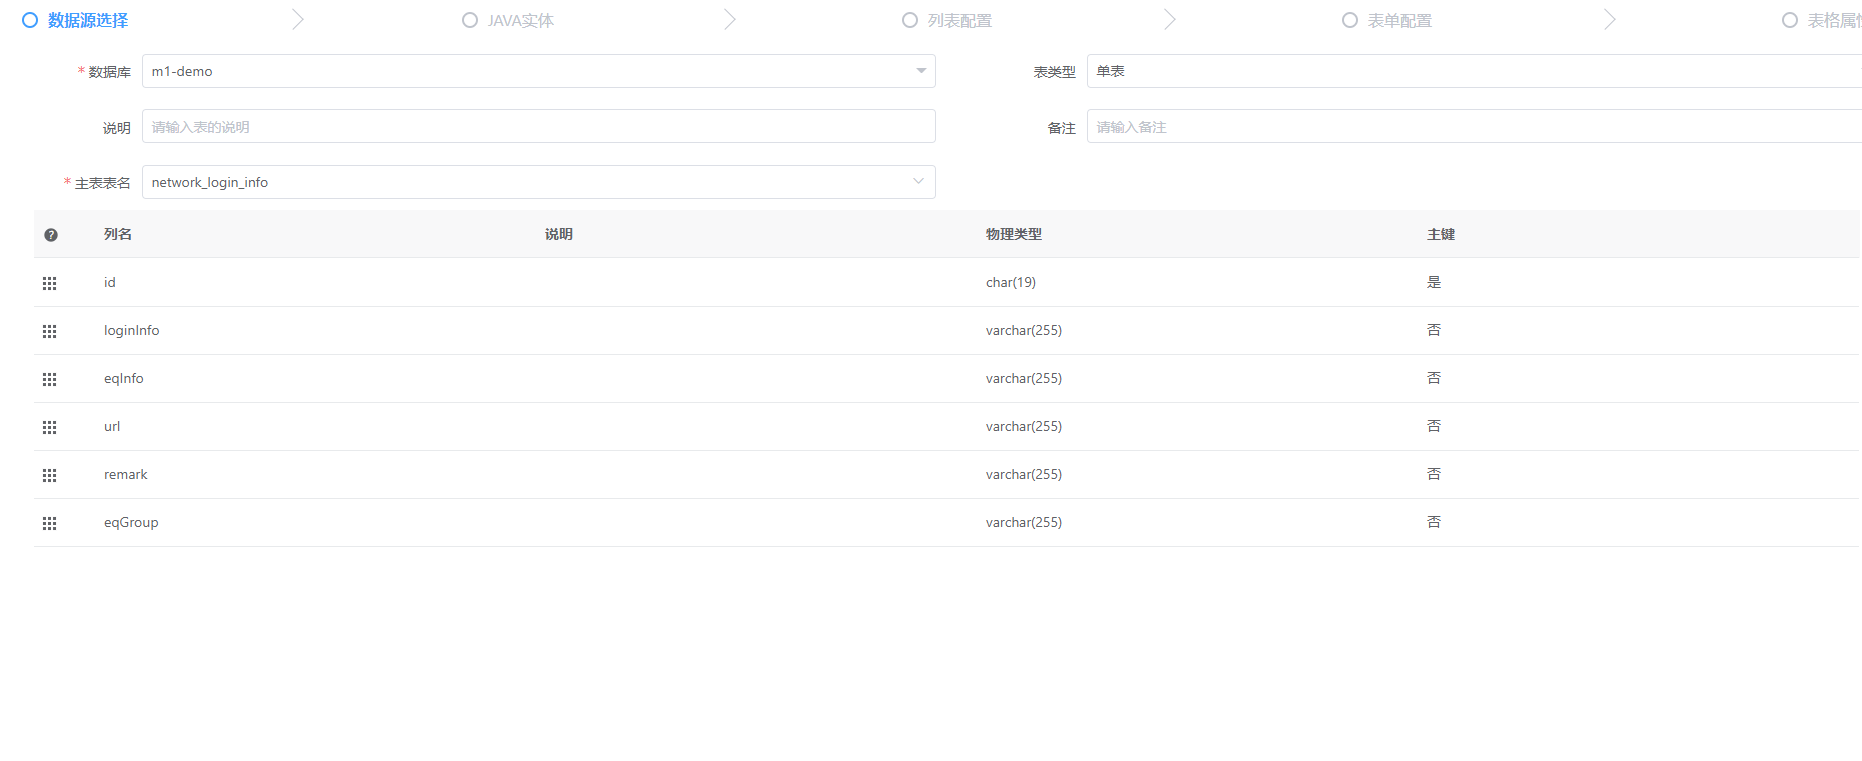 数据源选择 JAVA实体 列表配置 表单配置 表格属
* 数据库 m1-demo 表类型 单表
说明 请输入表的说明 备注 请输入备注
* 主表表名 network_login_info
? 列名 说明 物理类型 主键
id char(19) 是
loginInfo varchar(255) 否
eqInfo varchar(255) 否
url varchar(255) 否
remark varchar(255) 否
eqGroup varchar(255) 否